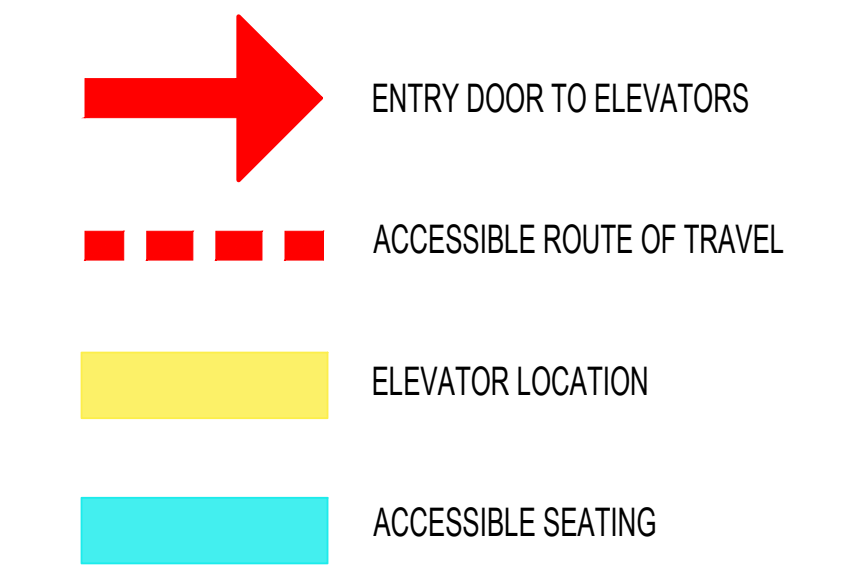 ENTRY DOOR TO ELEVATORS
ACCESSIBLE ROUTE OF TRAVEL
ELEVATOR LOCATION
ACCESSIBLE SEATING